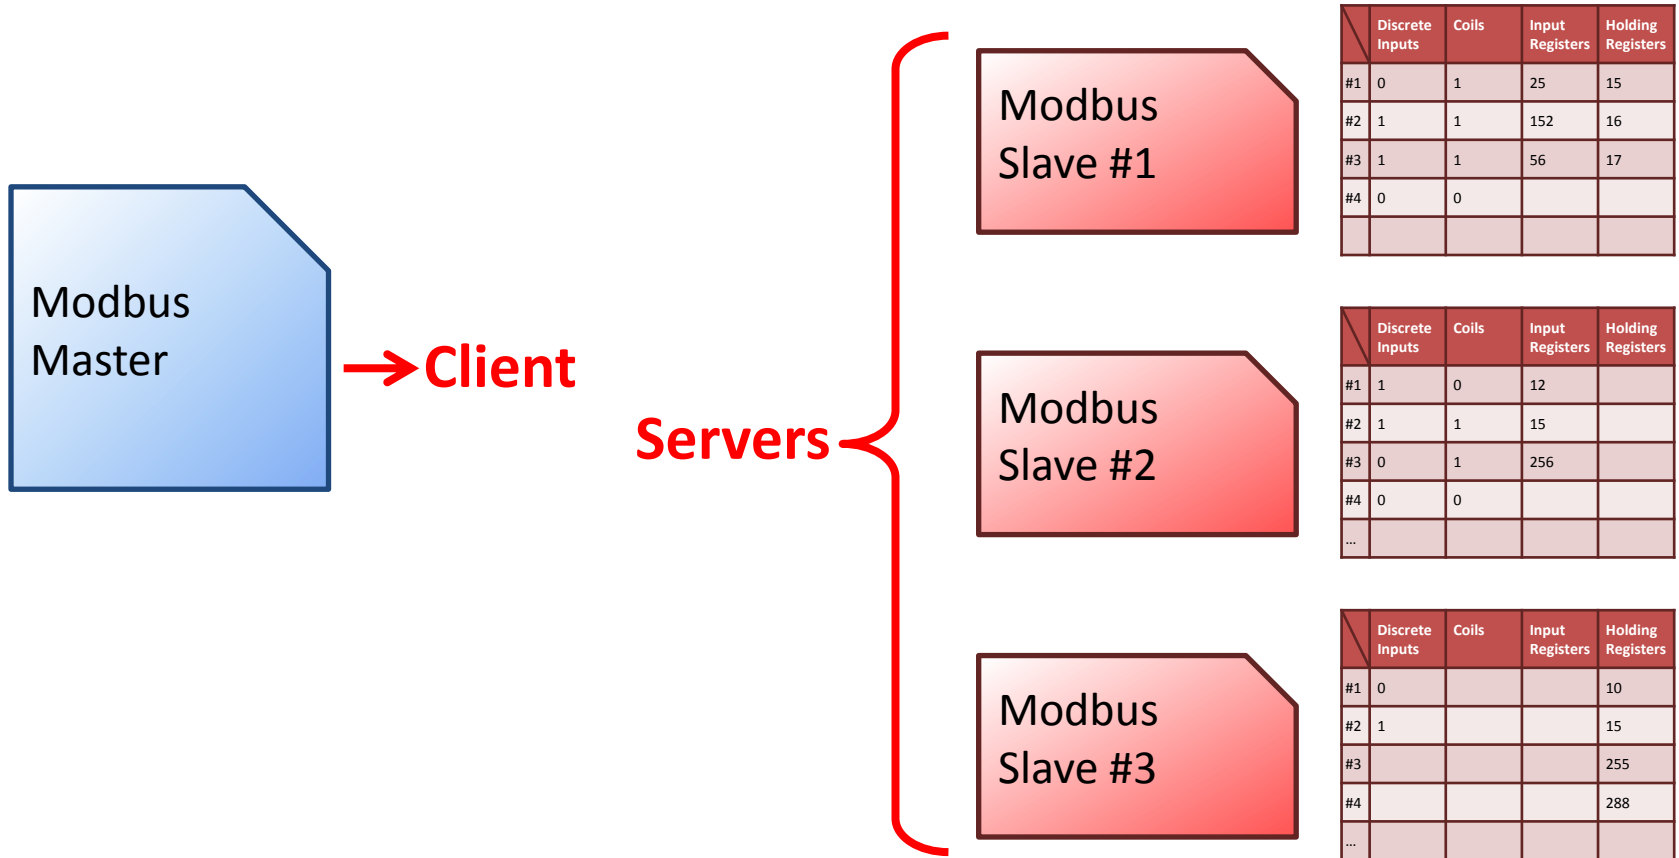 Modbus
Master
Client
Servers
Modbus
Slave #1
Discrete Inputs Coils Input Registers Holding Registers
#1 0 1 25 15
#2 1 1 152 16
#3 1 1 56 17
#4 0 0
Modbus
Slave #2
Discrete Inputs Coils Input Registers Holding Registers
#1 1 0 12
#2 1 1 15
#3 0 1 256
#4 0 0
...
Modbus
Slave #3
Discrete Inputs Coils Input Registers Holding Registers
#1 0 10
#2 1 15
#3 255
#4 288
...